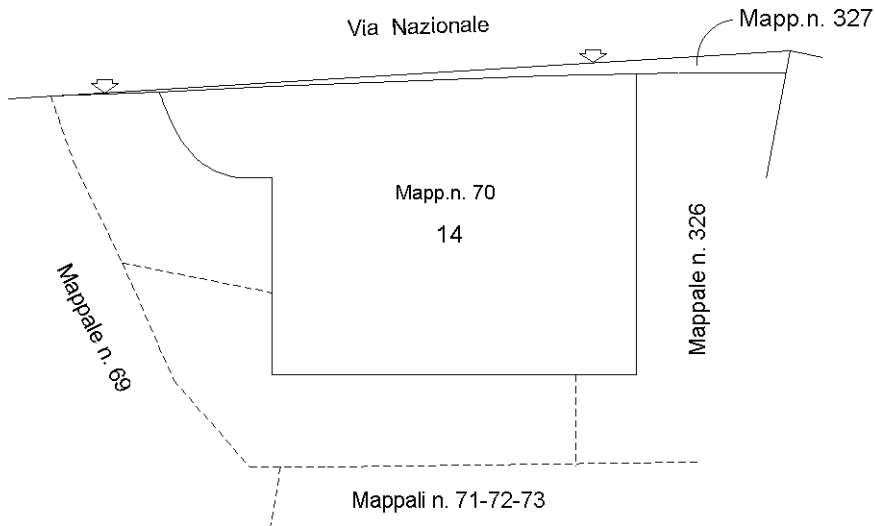 Via Nazionale
Mapp.n. 327
Mapp.n. 70
14
Mappale n. 326
Mappale n. 69
Mappali n. 71-72-73